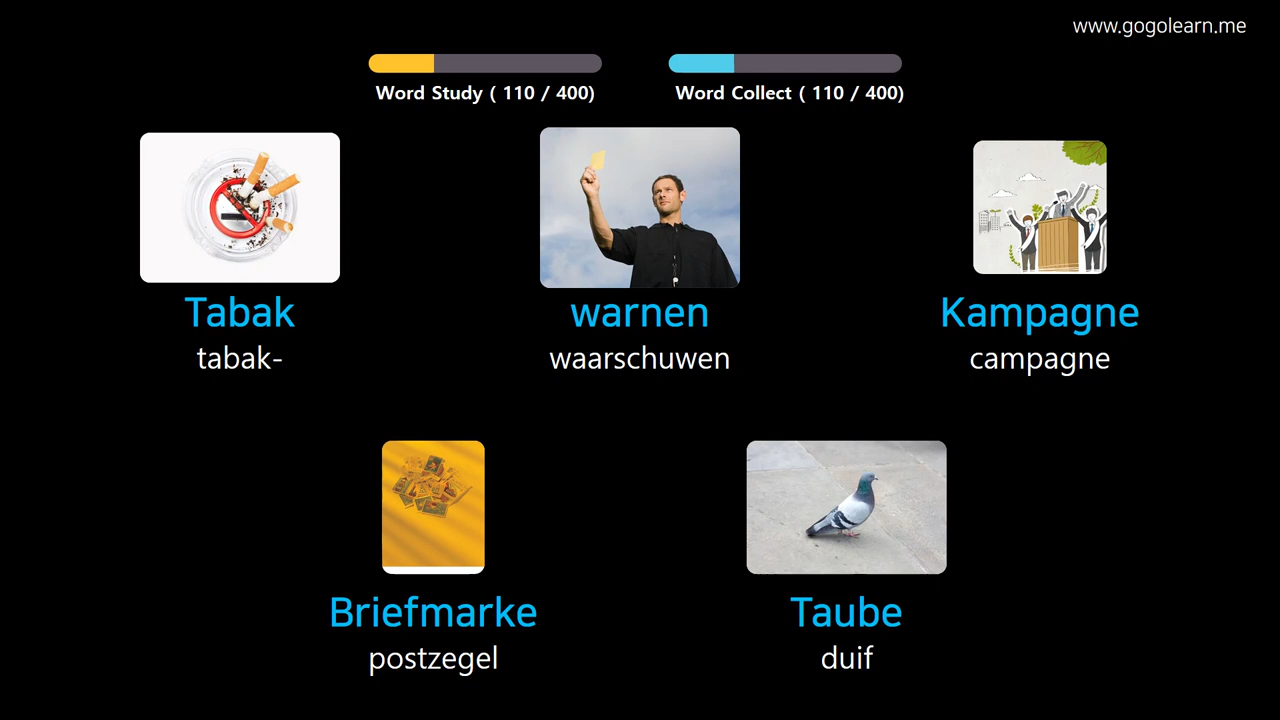 www.gogolearn.me
Word Study ( 110 / 400)
Word Collect ( 110 / 400)
Tabak
tabak-
warnen
waarschuwen
Kampagne
campagne
Briefmarke
postzegel
Taube
duif